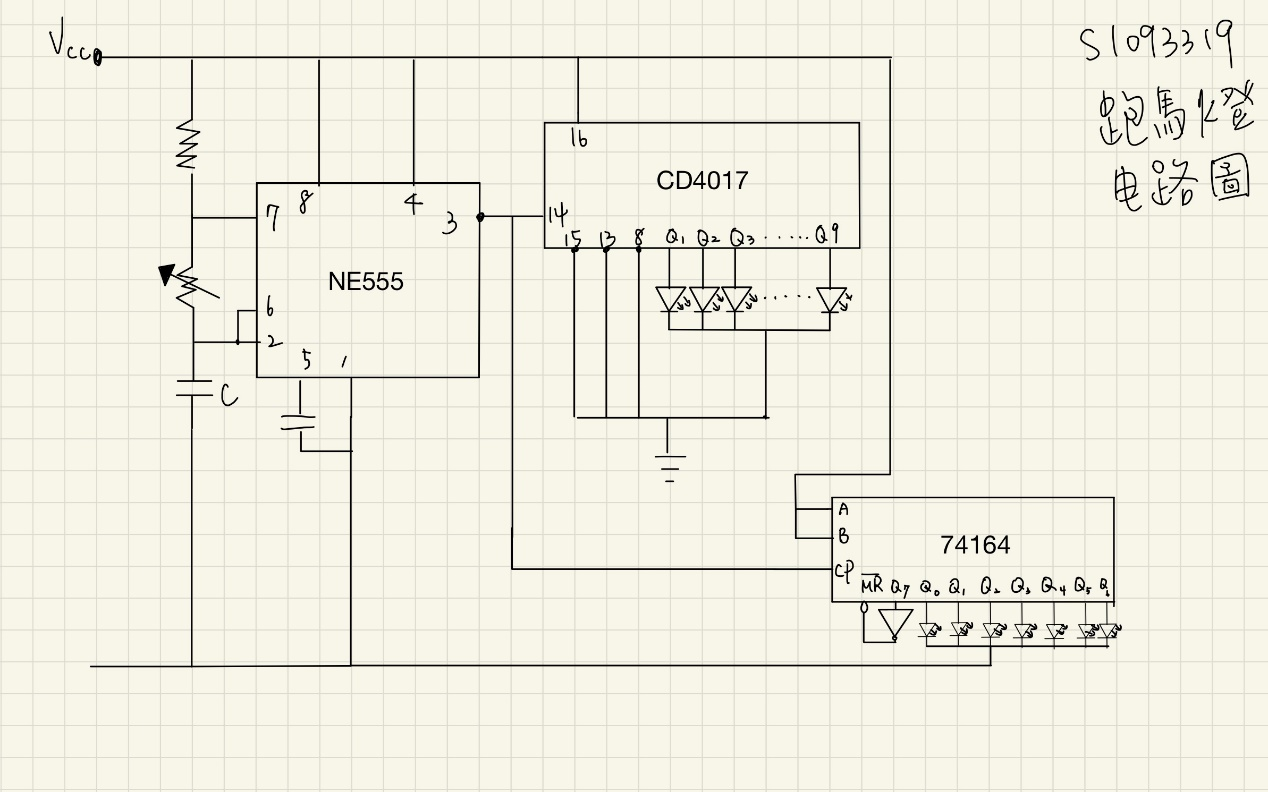 Vcc
S1093319
跑馬燈
电路圖
16
CD4017
14
15 13 8 Q1 Q2 Q3 ..... Q9
7 8 4 3
NE555
6
2
5 1
C
.....
A
B
74164
CP
M̅R̅ Q7 Q0 Q1 Q2 Q3 Q4 Q5 Q6